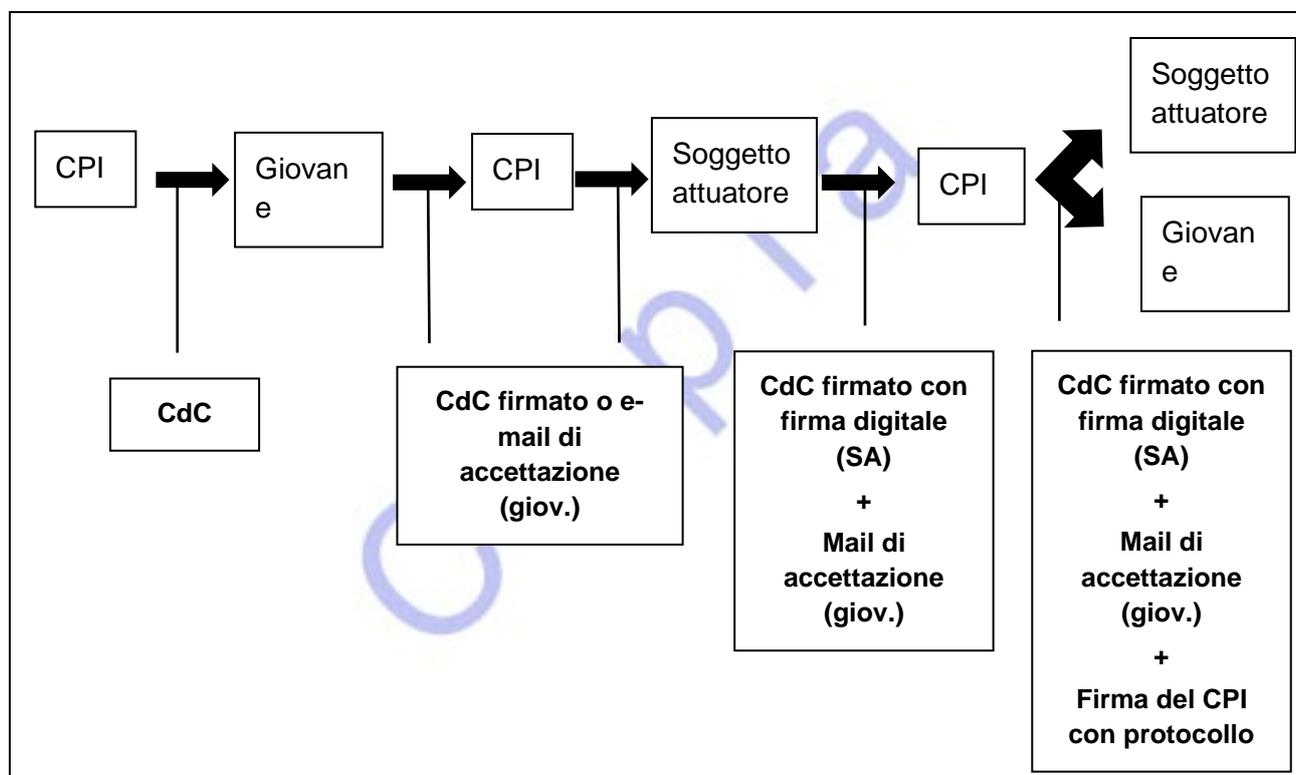 CPI
Giovan
e
CPI
Soggetto
attuatore
CPI
Soggetto
attuatore
Giovan
e
CdC
CdC firmato o e-
mail di
accettazione
(giov.)
CdC firmato con
firma digitale
(SA)
+
Mail di
accettazione
(giov.)
CdC firmato con
firma digitale
(SA)
+
Mail di
accettazione
(giov.)
+
Firma del CPI
con protocollo
Copia